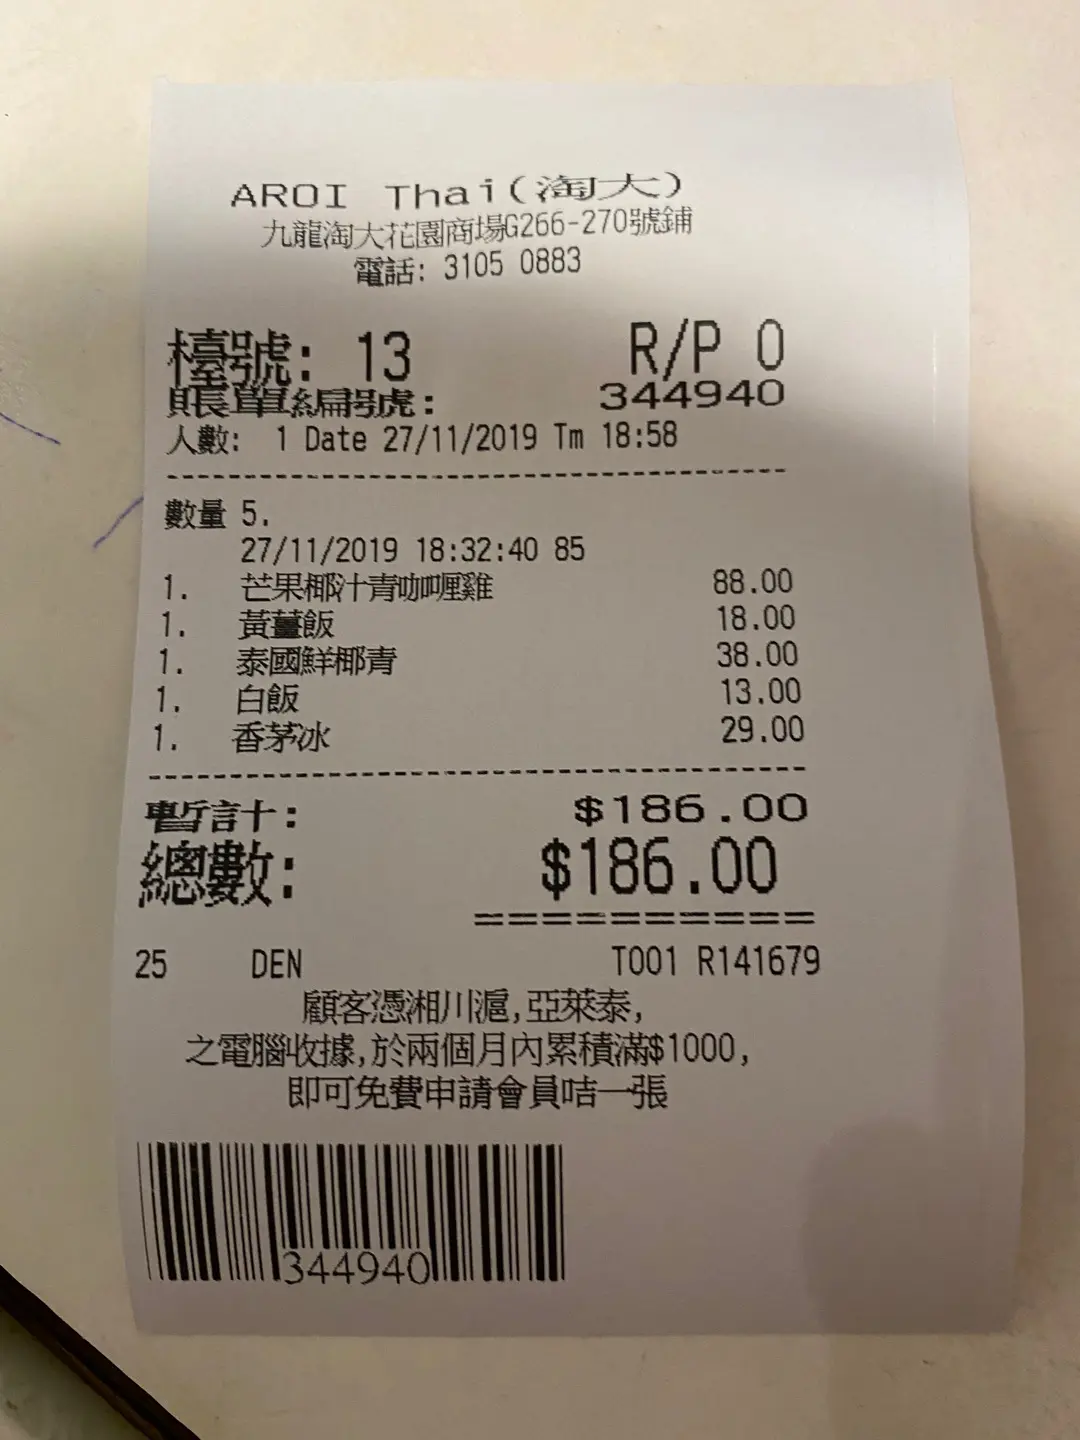 AROI Thai(淘大)
九龍淘大花園商場G266-270號鋪
電話: 3105 0883
檯號: 13 R/P 0
賬單編號: 344940
人數: 1 Date 27/11/2019 Tm 18:58
數量 5.
27/11/2019 18:32:40 85
1. 芒果椰汁青咖喱雞 88.00
1. 黃薑飯 18.00
1. 泰國鮮椰青 38.00
1. 白飯 13.00
1. 香茅冰 29.00
暫計: $186.00
總數: $186.00
==========
25 DEN T001 R141679
顧客憑湘川滬,亞萊泰,
之電腦收據,於兩個月內累積滿$1000,
即可免費申請會員咭一張
344940